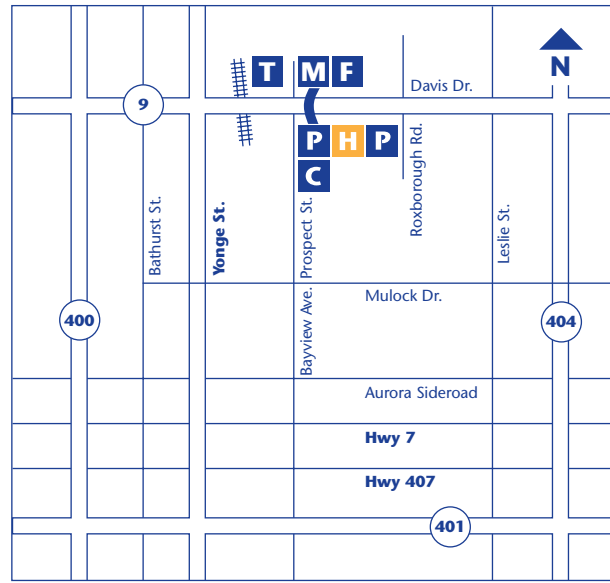 T M F
N
Davis Dr.
9
P H P
C
Bathurst St.
Yonge St.
Bayview Ave. Prospect St.
Roxborough Rd.
Leslie St.
Mulock Dr.
400
404
Aurora Sideroad
Hwy 7
Hwy 407
401